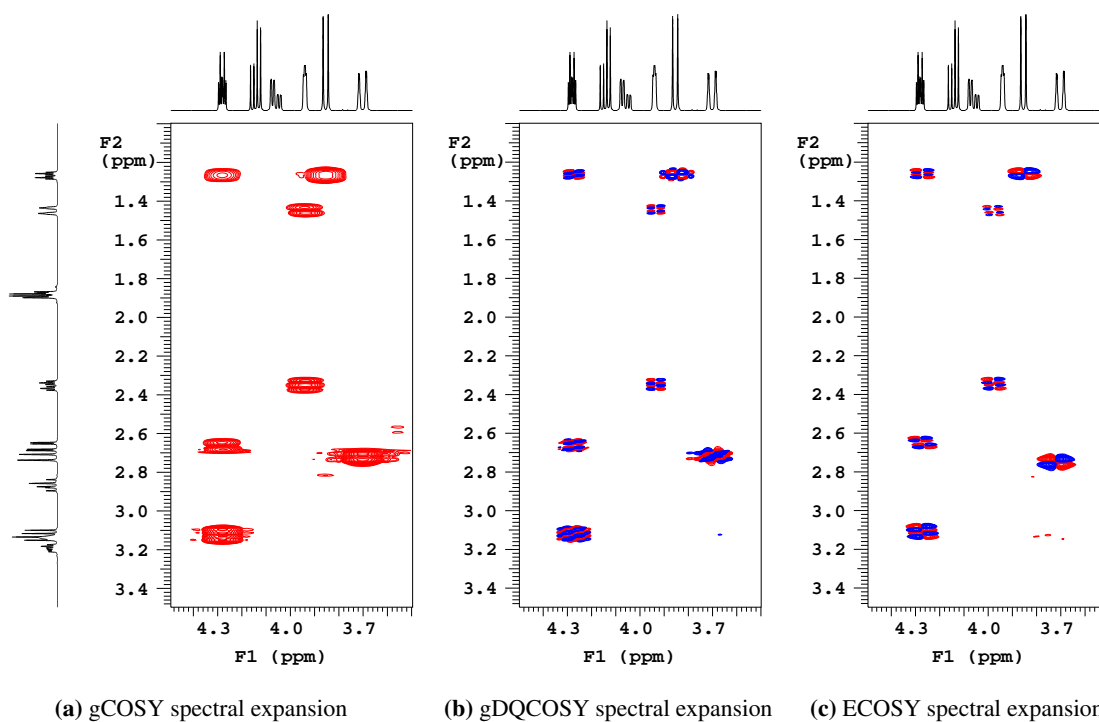 F2
(ppm)
1.4
1.6
1.8
2.0
2.2
2.4
2.6
2.8
3.0
3.2
3.4
4.3 4.0 3.7
F1 (ppm)
(a) gCOSY spectral expansion
F2
(ppm)
1.4
1.6
1.8
2.0
2.2
2.4
2.6
2.8
3.0
3.2
3.4
4.3 4.0 3.7
F1 (ppm)
(b) gDQCOSY spectral expansion
F2
(ppm)
1.4
1.6
1.8
2.0
2.2
2.4
2.6
2.8
3.0
3.2
3.4
4.3 4.0 3.7
F1 (ppm)
(c) ECOSY spectral expansion